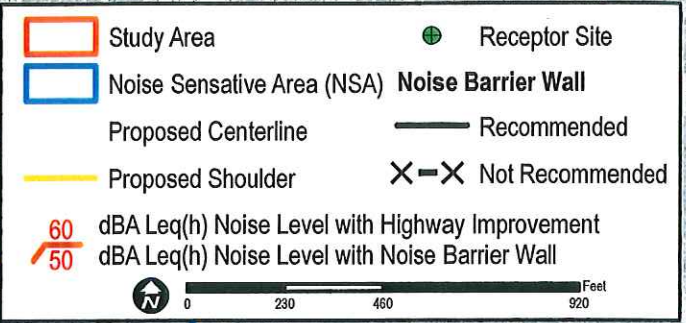 Study Area
Receptor Site
Noise Sensative Area (NSA)
Noise Barrier Wall
Proposed Centerline
Recommended
Proposed Shoulder
Not Recommended
60 dBA Leq(h) Noise Level with Highway Improvement
50 dBA Leq(h) Noise Level with Noise Barrier Wall
N
Feet
0 230 460 920